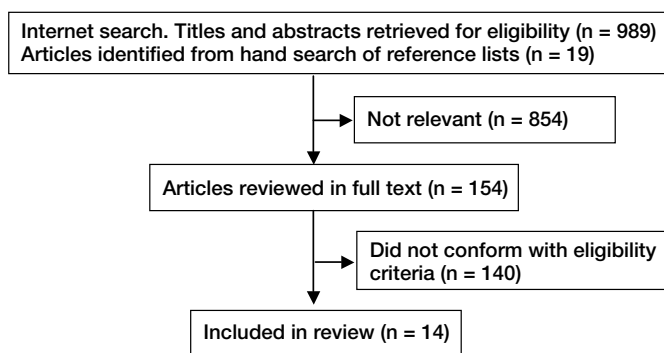 Internet search. Titles and abstracts retrieved for eligibility (n = 989)
Articles identified from hand search of reference lists (n = 19)
Not relevant (n = 854)
Articles reviewed in full text (n = 154)
Did not conform with eligibility
criteria (n = 140)
Included in review (n = 14)